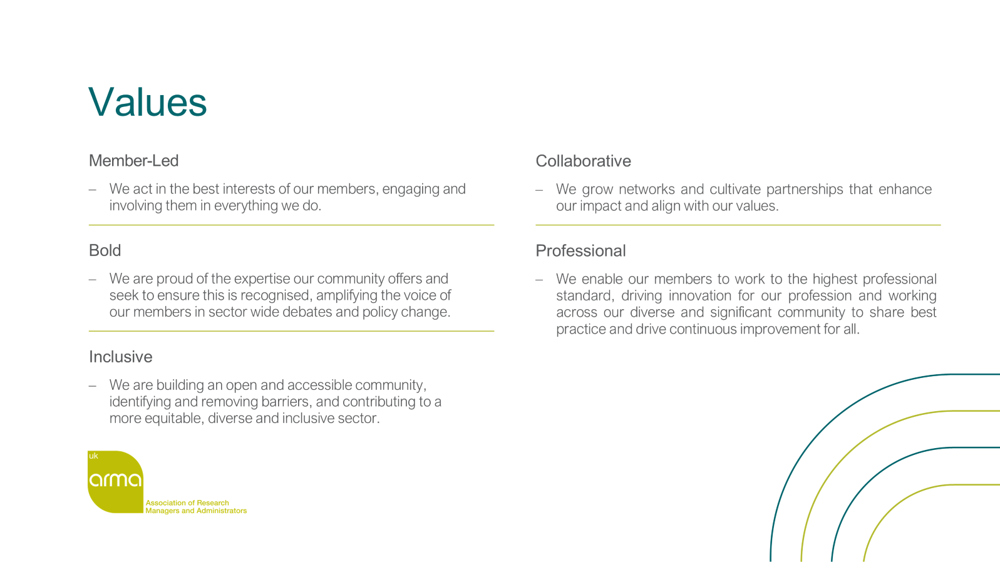 Values
Member-Led
– We act in the best interests of our members, engaging and
involving them in everything we do.
Bold
– We are proud of the expertise our community offers and
seek to ensure this is recognised, amplifying the voice of
our members in sector wide debates and policy change.
Inclusive
– We are building an open and accessible community,
identifying and removing barriers, and contributing to a
more equitable, diverse and inclusive sector.
Collaborative
– We grow networks and cultivate partnerships that enhance
our impact and align with our values.
Professional
– We enable our members to work to the highest professional
standard, driving innovation for our profession and working
across our diverse and significant community to share best
practice and drive continuous improvement for all.
uk
arma
Association of Research
Managers and Administrators